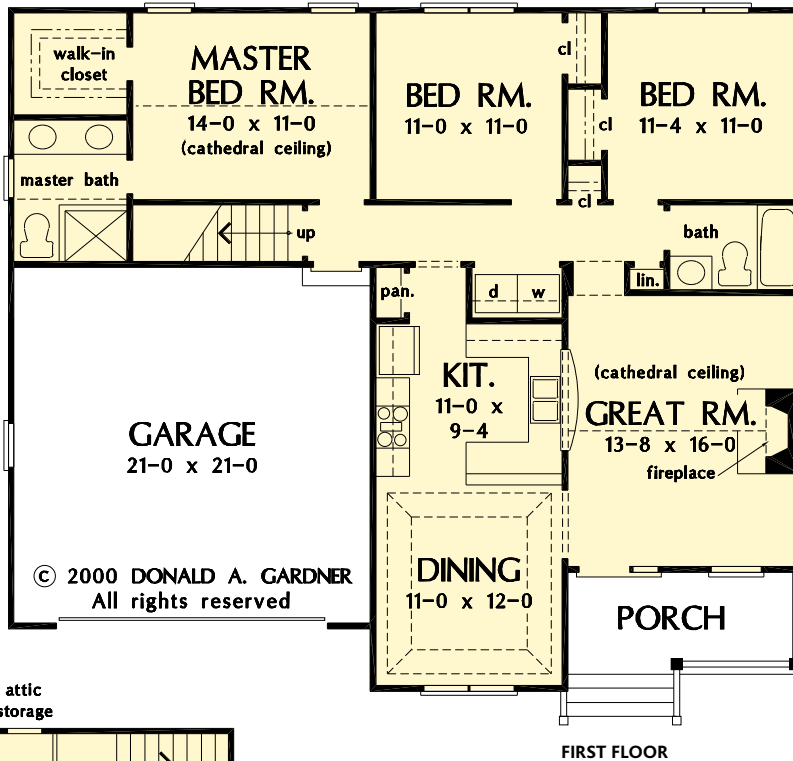 walk-in
closet
MASTER
BED RM.
14-0 x 11-0
(cathedral ceiling)
BED RM.
11-0 x 11-0
cl
cl
cl
BED RM.
11-4 x 11-0
master bath
up
bath
pan.
d w
lin.
KIT.
11-0 x
9-4
(cathedral ceiling)
GREAT RM.
13-8 x 16-0
fireplace
GARAGE
21-0 x 21-0
© 2000 DONALD A. GARDNER
All rights reserved
DINING
11-0 x 12-0
PORCH
attic
storage
FIRST FLOOR